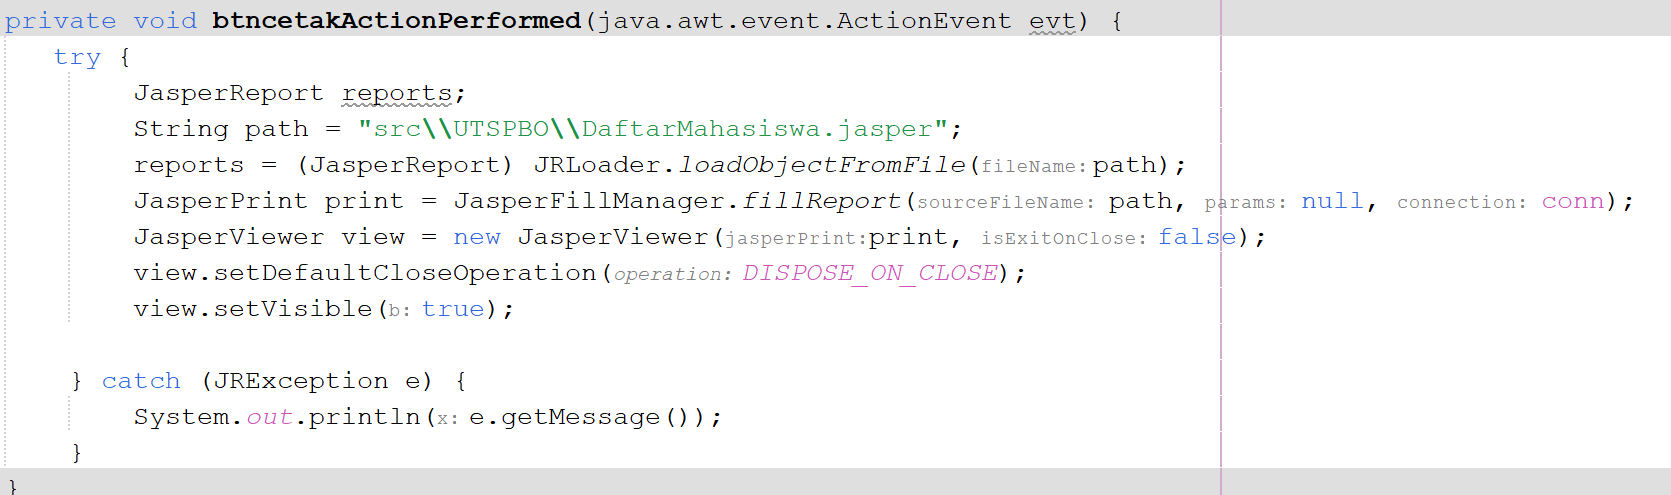 private void btncetakActionPerformed(java.awt.event.ActionEvent evt) {
try {
JasperReport reports;
String path = "src\\UTSPBO\\DaftarMahasiswa.jasper";
reports = (JasperReport) JRLoader.loadObjectFromFile(fileName: path);
JasperPrint print = JasperFillManager.fillReport(sourceFileName: path, params: null, connection: conn);
JasperViewer view = new JasperViewer(jasperPrint: print, isExitOnClose: false);
view.setDefaultCloseOperation(operation: DISPOSE_ON_CLOSE);
view.setVisible(b: true);
} catch (JRException e) {
System.out.println(x: e.getMessage());
}
}